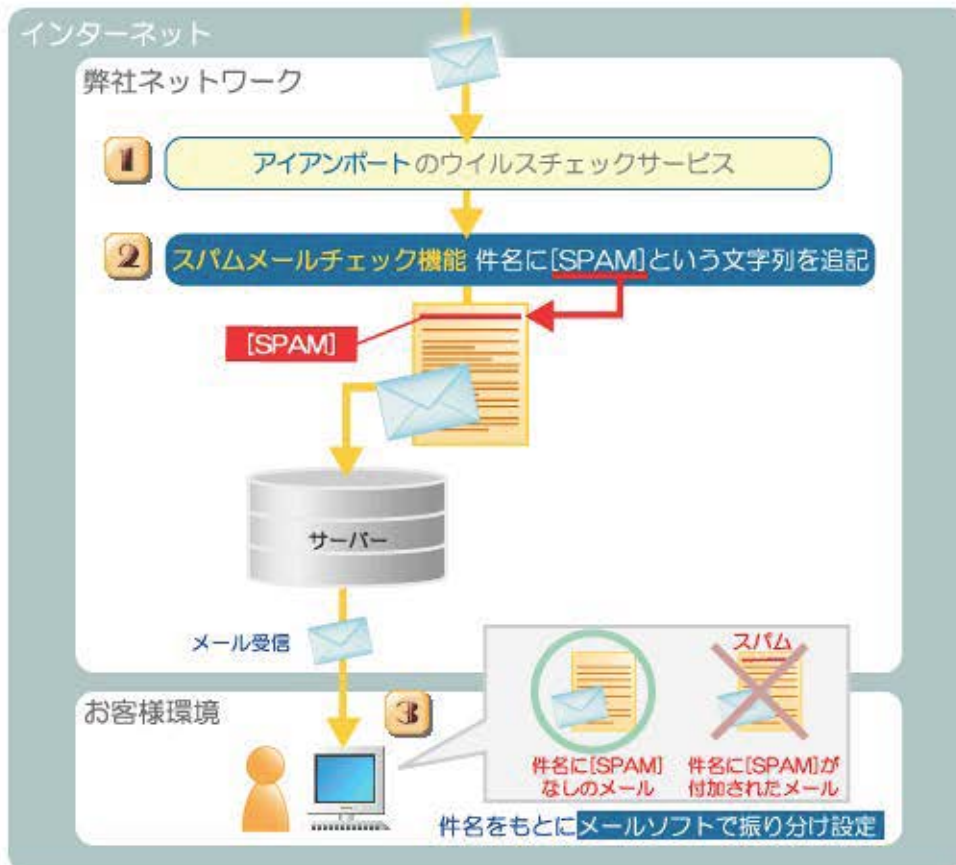 インターネット
弊社ネットワーク
1 アイアンポートのウイルスチェックサービス
2 スパムメールチェック機能 件名に[SPAM]という文字列を追記
[SPAM]
サーバー
メール受信
お客様環境
3
スパム
件名に[SPAM]
なしのメール
件名に[SPAM]が
付加されたメール
件名をもとにメールソフトで振り分け設定